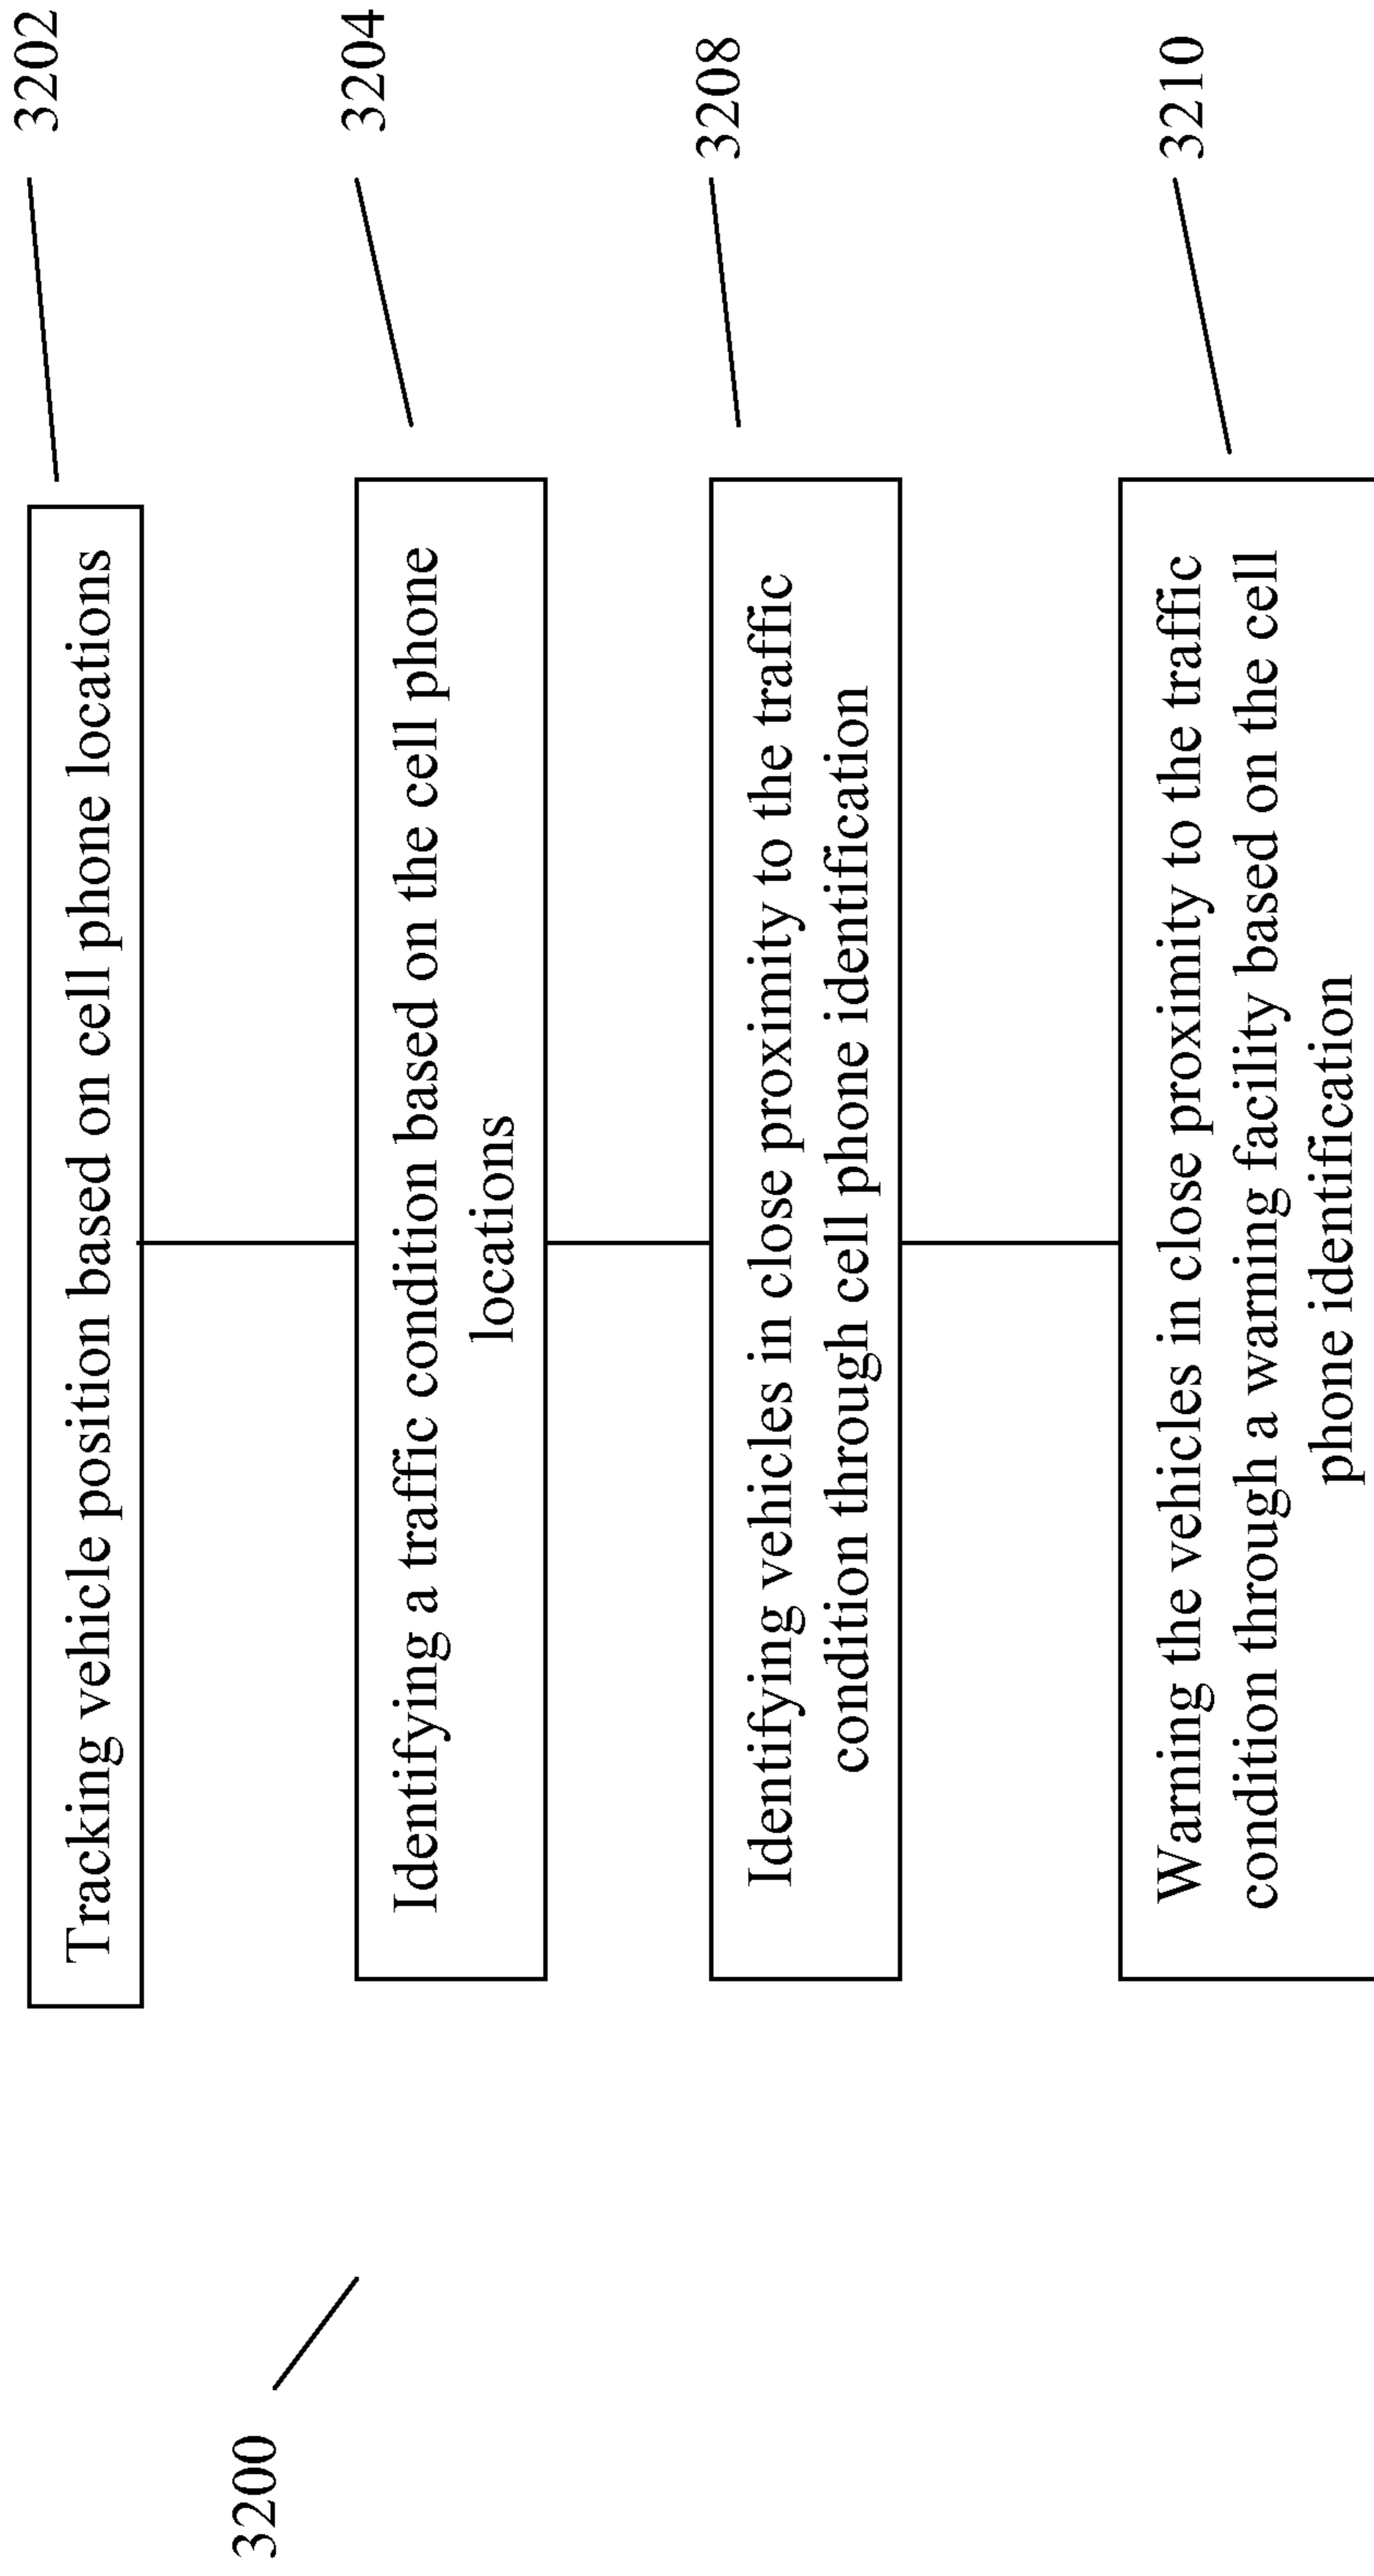 3200
Tracking vehicle position based on cell phone locations
3202
Identifying a traffic condition based on the cell phone
locations
3204
Identifying vehicles in close proximity to the traffic
condition through cell phone identification
3208
Warning the vehicles in close proximity to the traffic
condition through a warning facility based on the cell
phone identification
3210